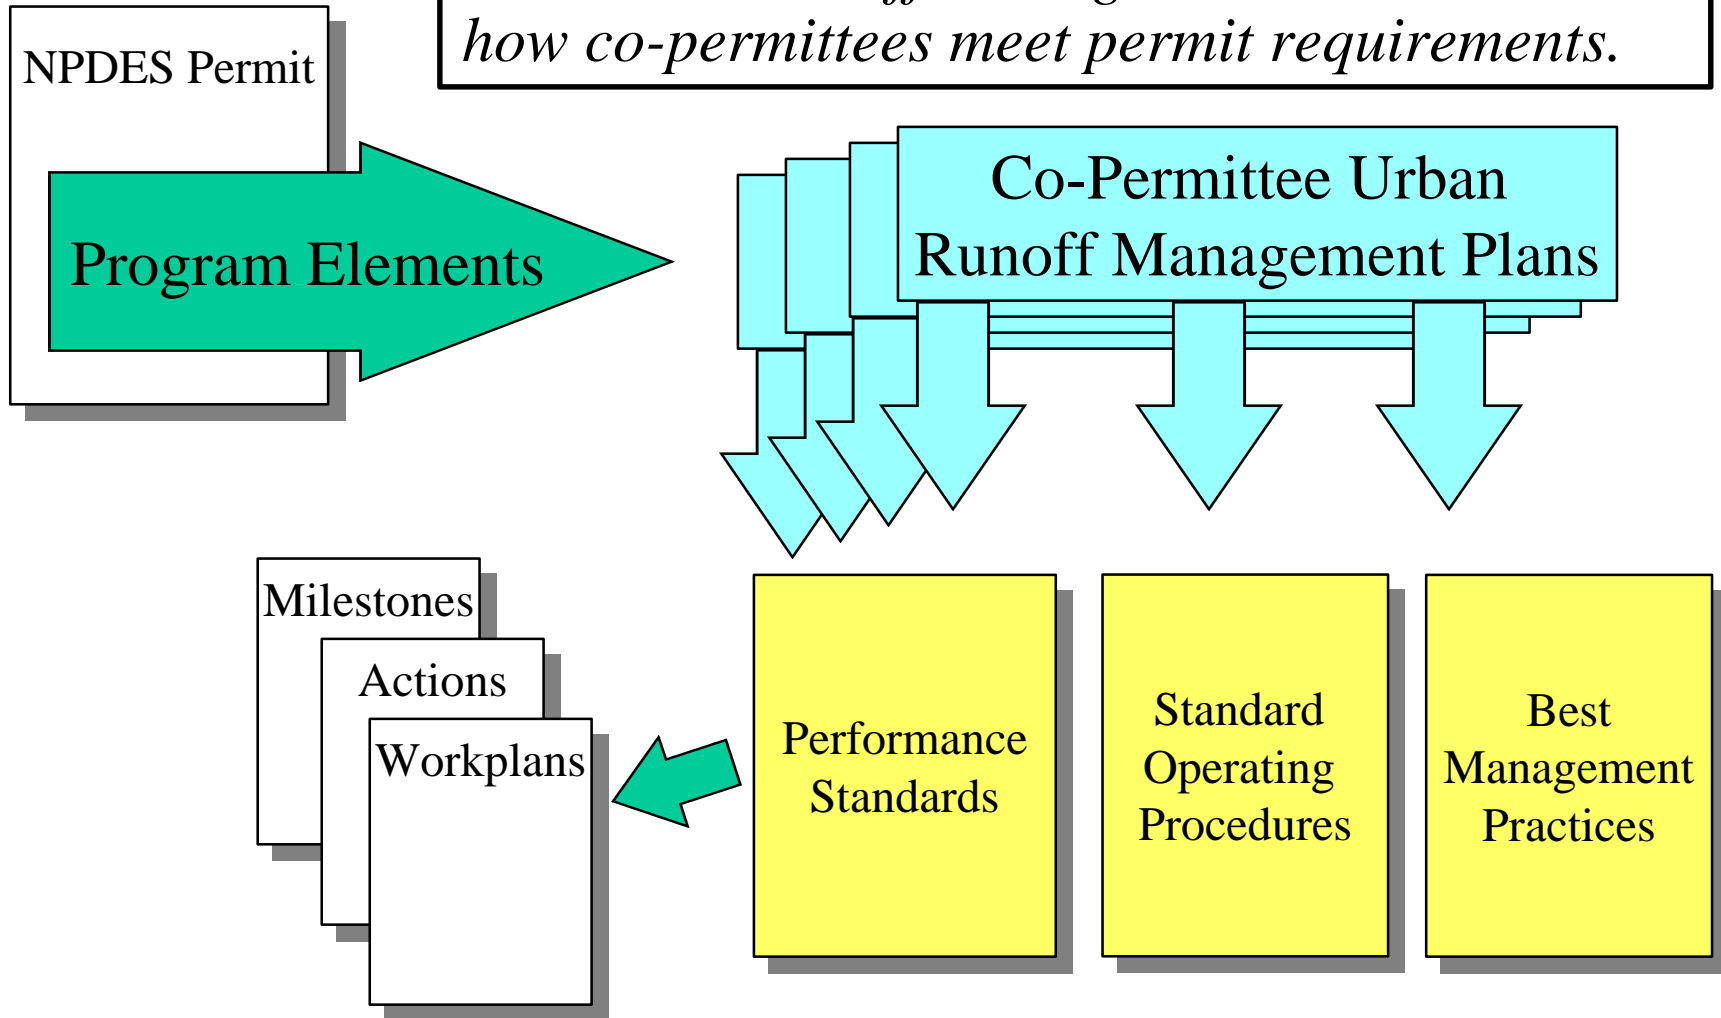 how co-permittees meet permit requirements.
NPDES Permit
Program Elements
Co-Permittee Urban
Runoff Management Plans
Milestones
Actions
Workplans
Performance
Standards
Standard
Operating
Procedures
Best
Management
Practices